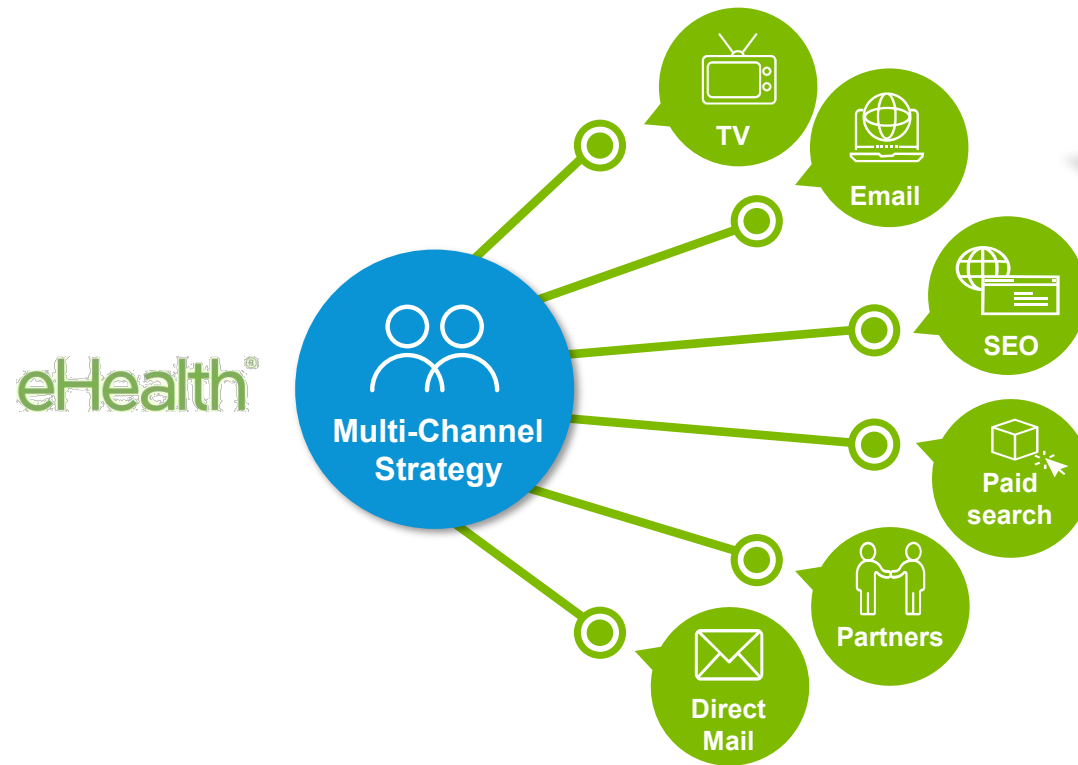 TV
Email
SEO
eHealth®
Multi-Channel
Strategy
Paid
search
Partners
Direct
Mail